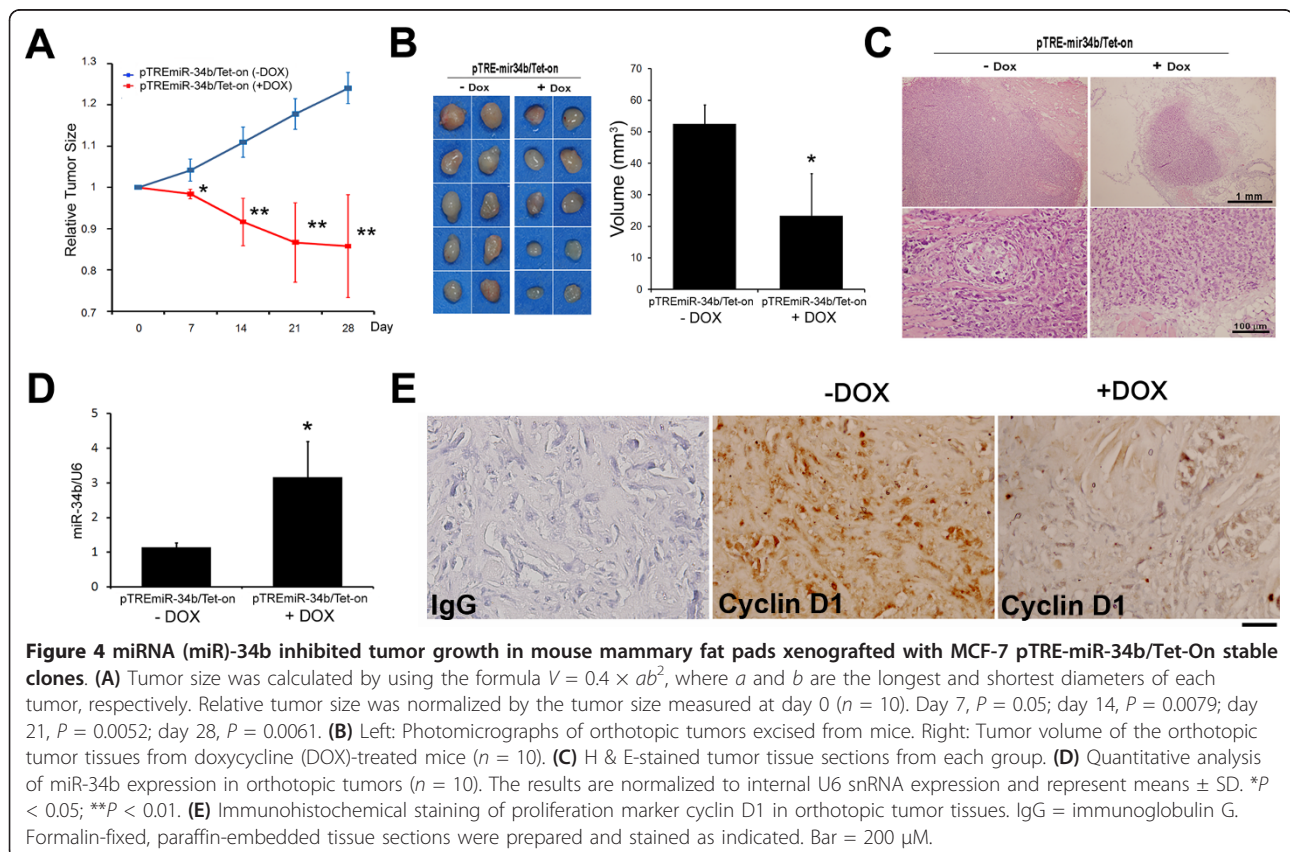 A
pTREmiR-34b/Tet-on (-DOX)
pTREmiR-34b/Tet-on (+DOX)
Relative Tumor Size
1.3
1.2
1.1
1
0.9
0.8
0.7
*
**
**
**
0 7 14 21 28 Day
B
pTRE-mir34b/Tet-on
- Dox + Dox
Volume (mm³)
70
60
50
40
30
20
10
0
*
pTREmiR-34b/Tet-on pTREmiR-34b/Tet-on
- DOX + DOX
C
pTRE-mir34b/Tet-on
- Dox + Dox
1 mm
100 µm
D
miR-34b/U6
5
4
3
2
1
0
*
pTREmiR-34b/Tet-on pTREmiR-34b/Tet-on
- DOX + DOX
E
-DOX +DOX
IgG Cyclin D1 Cyclin D1
Figure 4 miRNA (miR)-34b inhibited tumor growth in mouse mammary fat pads xenografted with MCF-7 pTRE-miR-34b/Tet-On stable
clones. (A) Tumor size was calculated by using the formula V = 0.4 × ab², where a and b are the longest and shortest diameters of each
tumor, respectively. Relative tumor size was normalized by the tumor size measured at day 0 (n = 10). Day 7, P = 0.05; day 14, P = 0.0079; day
21, P = 0.0052; day 28, P = 0.0061. (B) Left: Photomicrographs of orthotopic tumors excised from mice. Right: Tumor volume of the orthotopic
tumor tissues from doxycycline (DOX)-treated mice (n = 10). (C) H & E-stained tumor tissue sections from each group. (D) Quantitative analysis
of miR-34b expression in orthotopic tumors (n = 10). The results are normalized to internal U6 snRNA expression and represent means ± SD. *P
< 0.05; **P < 0.01. (E) Immunohistochemical staining of proliferation marker cyclin D1 in orthotopic tumor tissues. IgG = immunoglobulin G.
Formalin-fixed, paraffin-embedded tissue sections were prepared and stained as indicated. Bar = 200 µM.